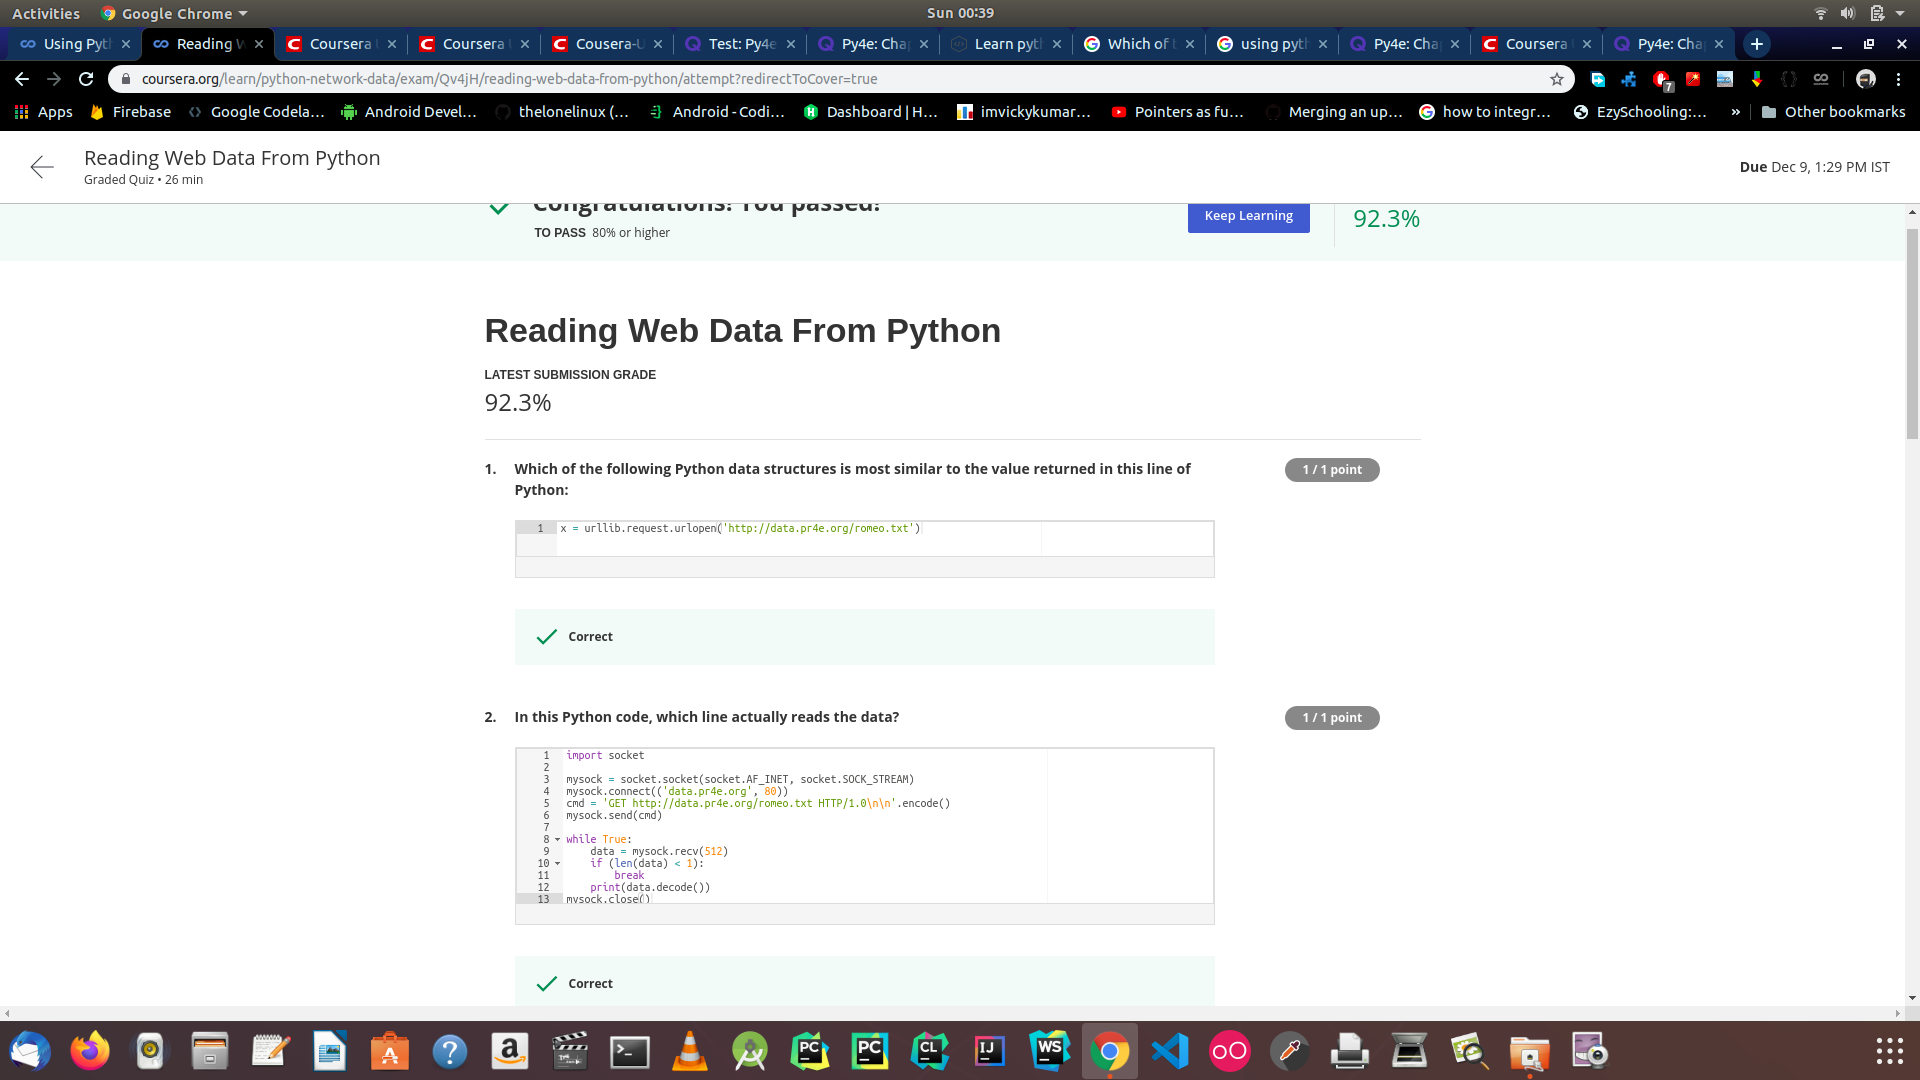 Activities Google Chrome Sun 00:39
Using Pyt Reading W Coursera Coursera Cousera-U Test: Py4e Py4e: Cha Learn pyt Which of using pyt Py4e: Cha Coursera Py4e: Cha
coursera.org/learn/python-network-data/exam/Qv4jH/reading-web-data-from-python/attempt?redirectToCover=true 7
Apps Firebase Google Codela... Android Devel... thelonelinux (... Android - Codi... Dashboard | H... imvickykumar... Pointers as fu... Merging an up... how to integr... EzySchooling:... » Other bookmarks
Reading Web Data From Python
Graded Quiz • 26 min
Due Dec 9, 1:29 PM IST
Congratulations! You passed!
TO PASS 80% or higher
Keep Learning
92.3%
Reading Web Data From Python
LATEST SUBMISSION GRADE
92.3%
1. Which of the following Python data structures is most similar to the value returned in this line of
Python:
1 / 1 point
1 x = urllib.request.urlopen('http://data.pr4e.org/romeo.txt')
Correct
2. In this Python code, which line actually reads the data?
1 / 1 point
1 import socket
2
3 mysock = socket.socket(socket.AF_INET, socket.SOCK_STREAM)
4 mysock.connect(('data.pr4e.org', 80))
5 cmd = 'GET http://data.pr4e.org/romeo.txt HTTP/1.0\n\n'.encode()
6 mysock.send(cmd)
7
8 while True:
9 data = mysock.recv(512)
10 if (len(data) < 1):
11 break
12 print(data.decode())
13 mysock.close()
Correct
PC PC CL IJ WS